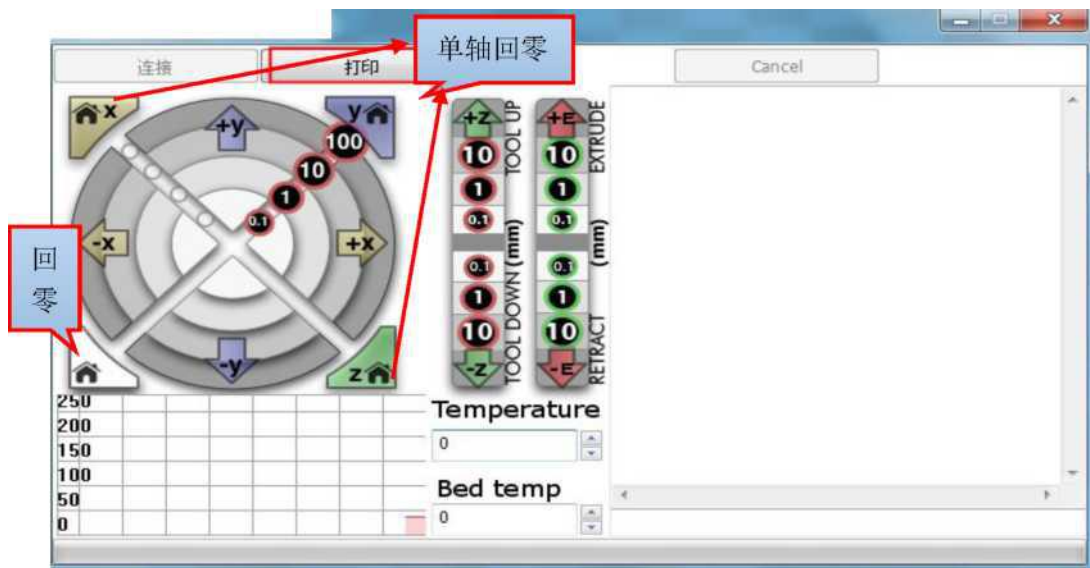 单轴回零
连接
打印
Cancel
x
y
+y
100
10
1
0.1
-x
+x
-y
z
回
零
+Z
10
1
0.1
0.1
1
10
-Z
TOOL UP
TOOL DOWN (mm)
+E
10
1
0.1
0.1
1
10
-E
EXTRUDE
(mm)
RETRACT
250
200
150
100
50
0
Temperature
0
Bed temp
0